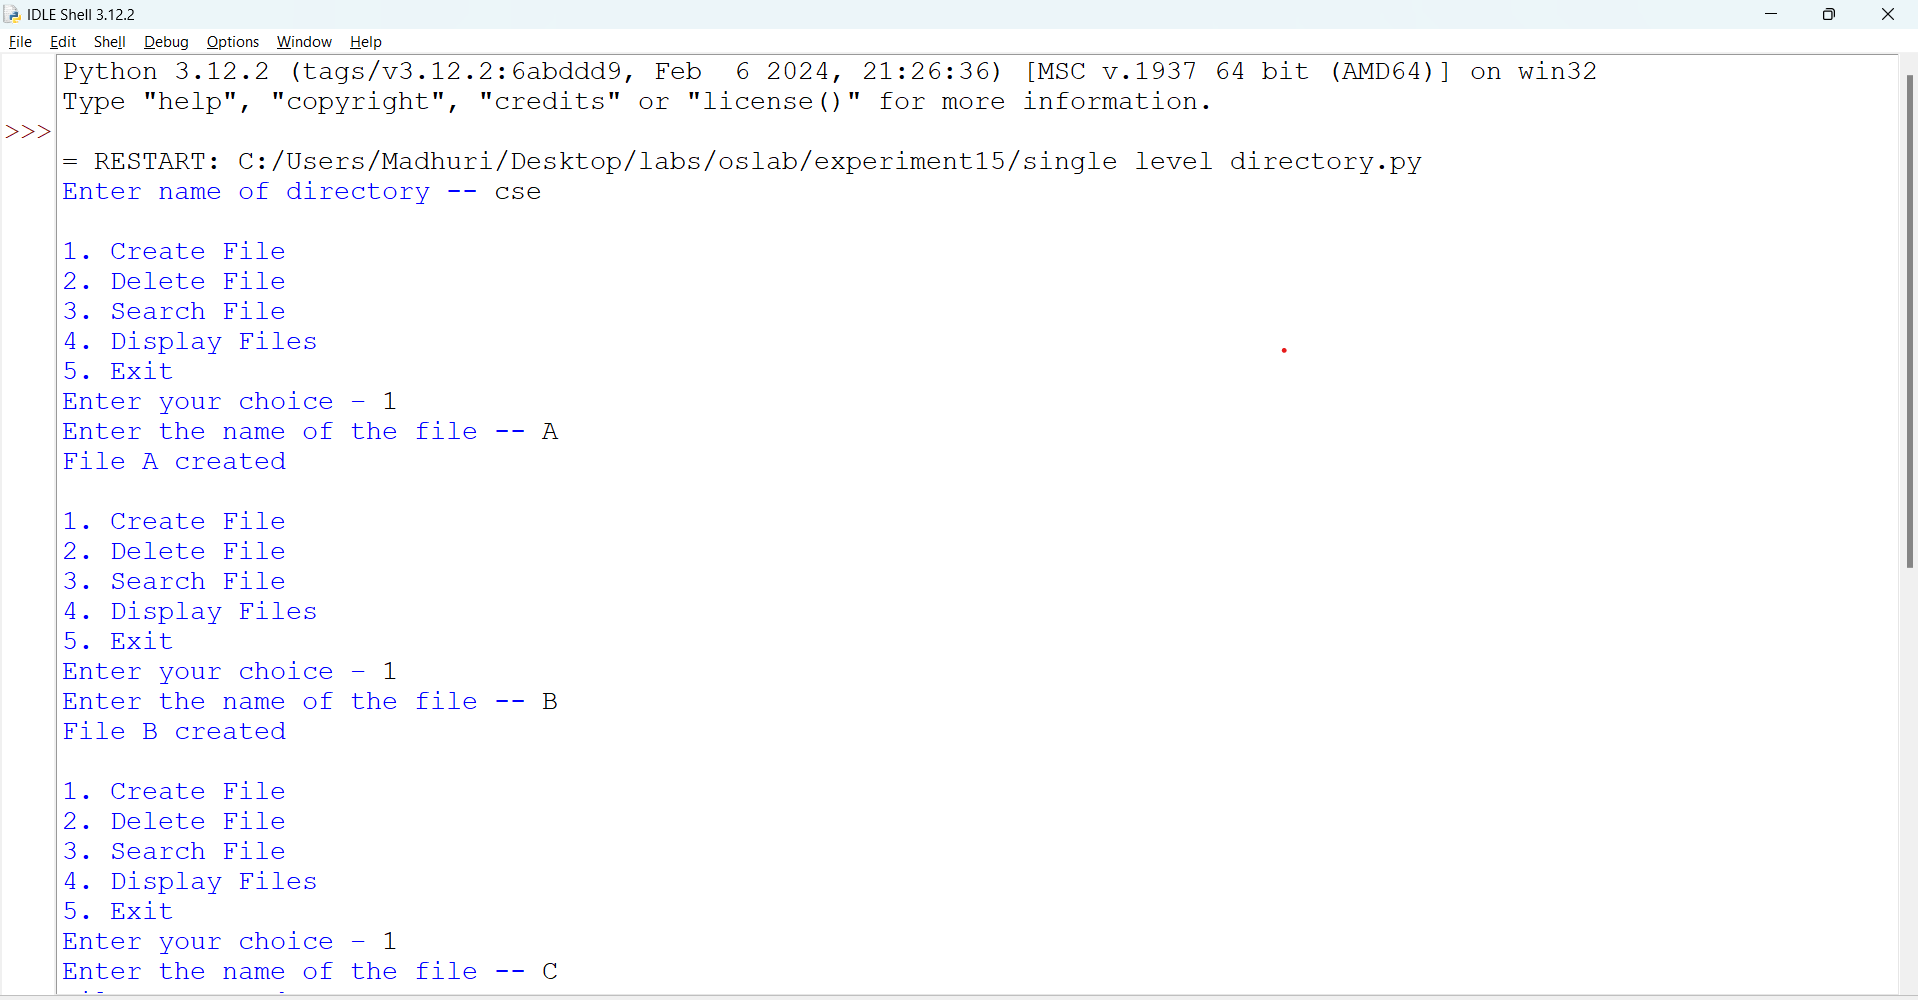 IDLE Shell 3.12.2
File Edit Shell Debug Options Window Help
Python 3.12.2 (tags/v3.12.2:6abddd9, Feb  6 2024, 21:26:36) [MSC v.1937 64 bit (AMD64)] on win32
Type "help", "copyright", "credits" or "license()" for more information.
>>>
= RESTART: C:/Users/Madhuri/Desktop/labs/oslab/experiment15/single level directory.py
Enter name of directory -- cse
1. Create File
2. Delete File
3. Search File
4. Display Files
5. Exit
Enter your choice - 1
Enter the name of the file -- A
File A created
1. Create File
2. Delete File
3. Search File
4. Display Files
5. Exit
Enter your choice - 1
Enter the name of the file -- B
File B created
1. Create File
2. Delete File
3. Search File
4. Display Files
5. Exit
Enter your choice - 1
Enter the name of the file -- C